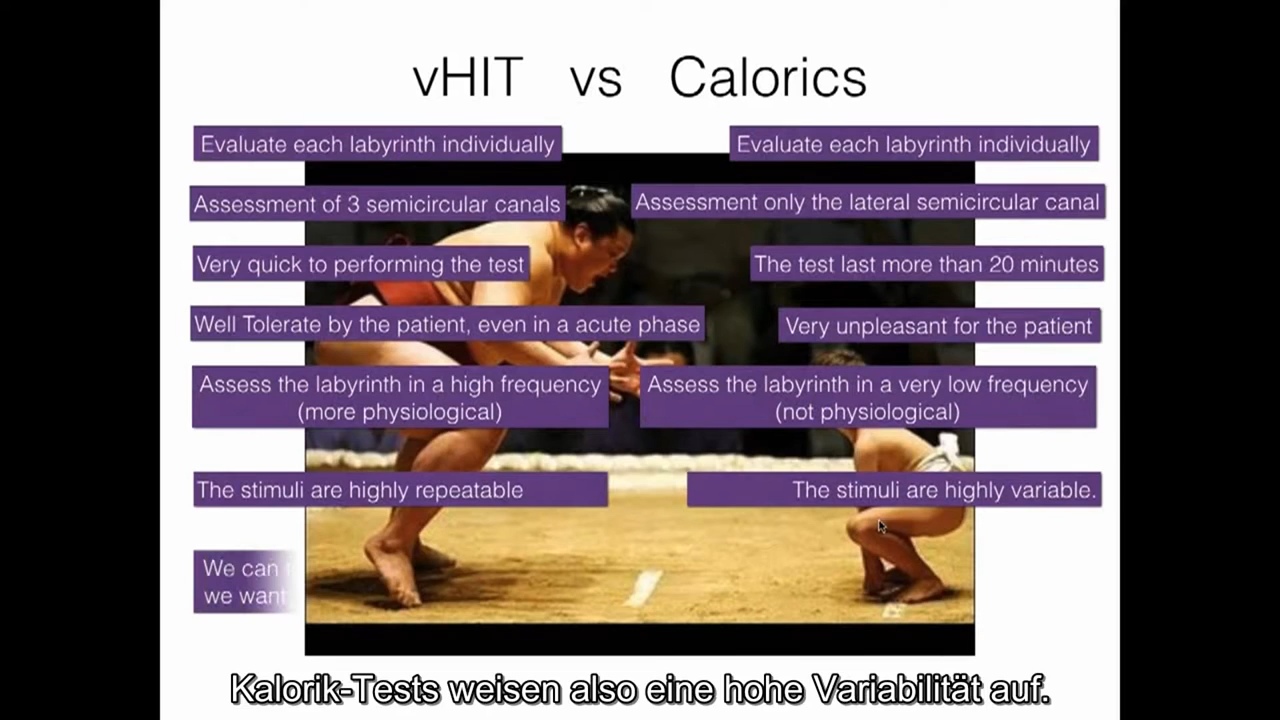 vHIT vs Calorics
Evaluate each labyrinth individually
Evaluate each labyrinth individually
Assessment of 3 semicircular canals
Assessment only the lateral semicircular canal
Very quick to performing the test
The test last more than 20 minutes
Well Tolerate by the patient, even in a acute phase
Very unpleasant for the patient
Assess the labyrinth in a high frequency
(more physiological)
Assess the labyrinth in a very low frequency
(not physiological)
The stimuli are highly repeatable
The stimuli are highly variable.
We can
we want
Kalorik-Tests weisen also eine hohe Variabilität auf.